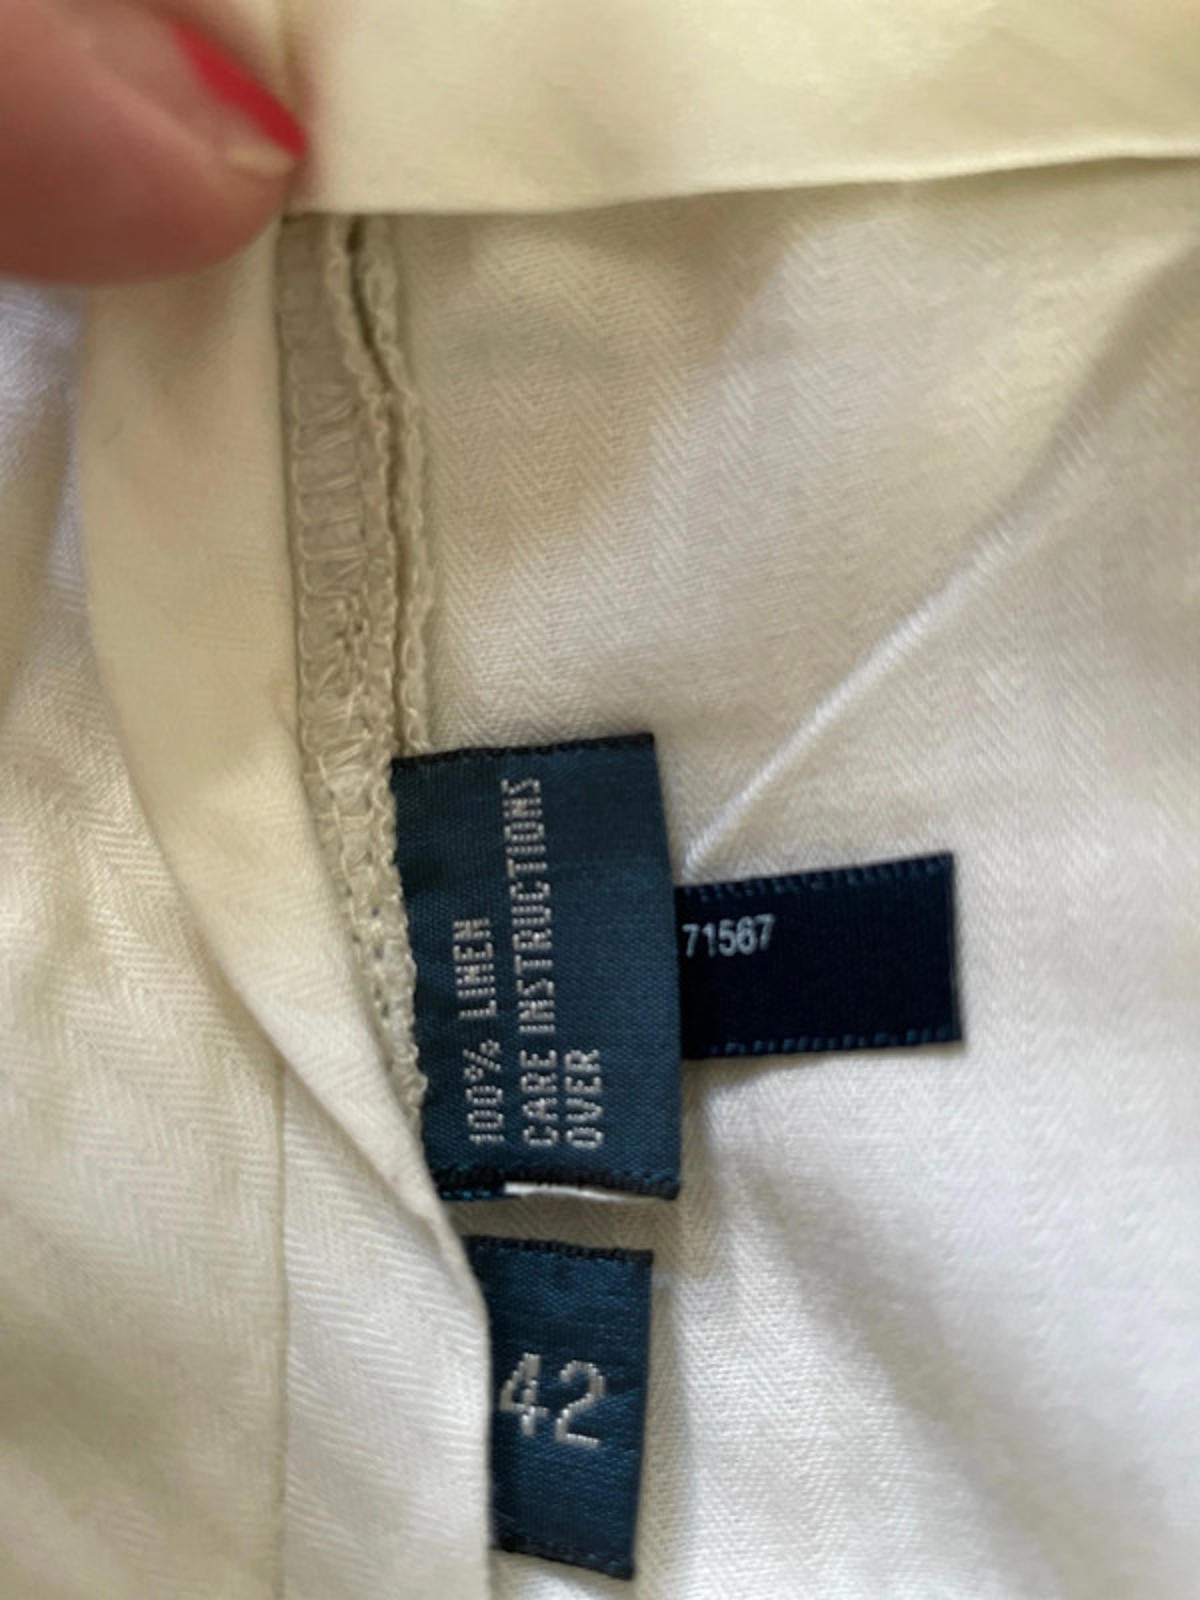 100% LINEN
CARE INSTRUCTIONS
OVER
71567
42